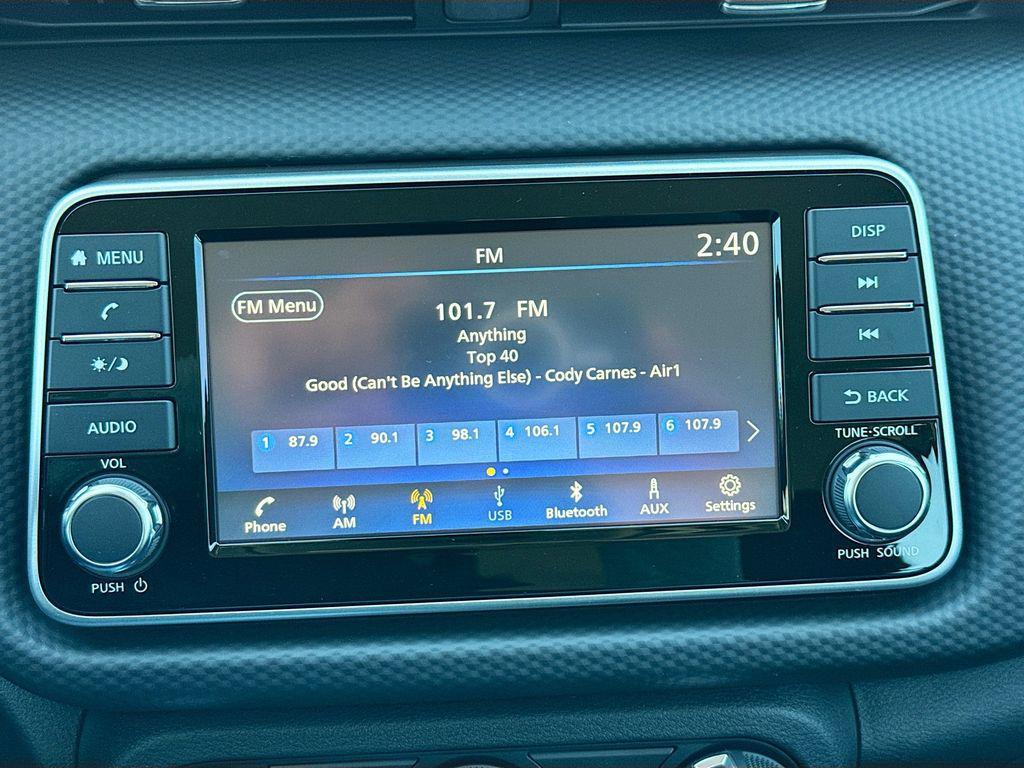 MENU
AUDIO
VOL
PUSH
FM
2:40
FM Menu
101.7 FM
Anything
Top 40
Good (Can't Be Anything Else) - Cody Carnes - Air1
1 87.9 2 90.1 3 98.1 4 106.1 5 107.9 6 107.9
Phone AM FM USB Bluetooth AUX Settings
DISP
BACK
TUNE·SCROLL
PUSH SOUND